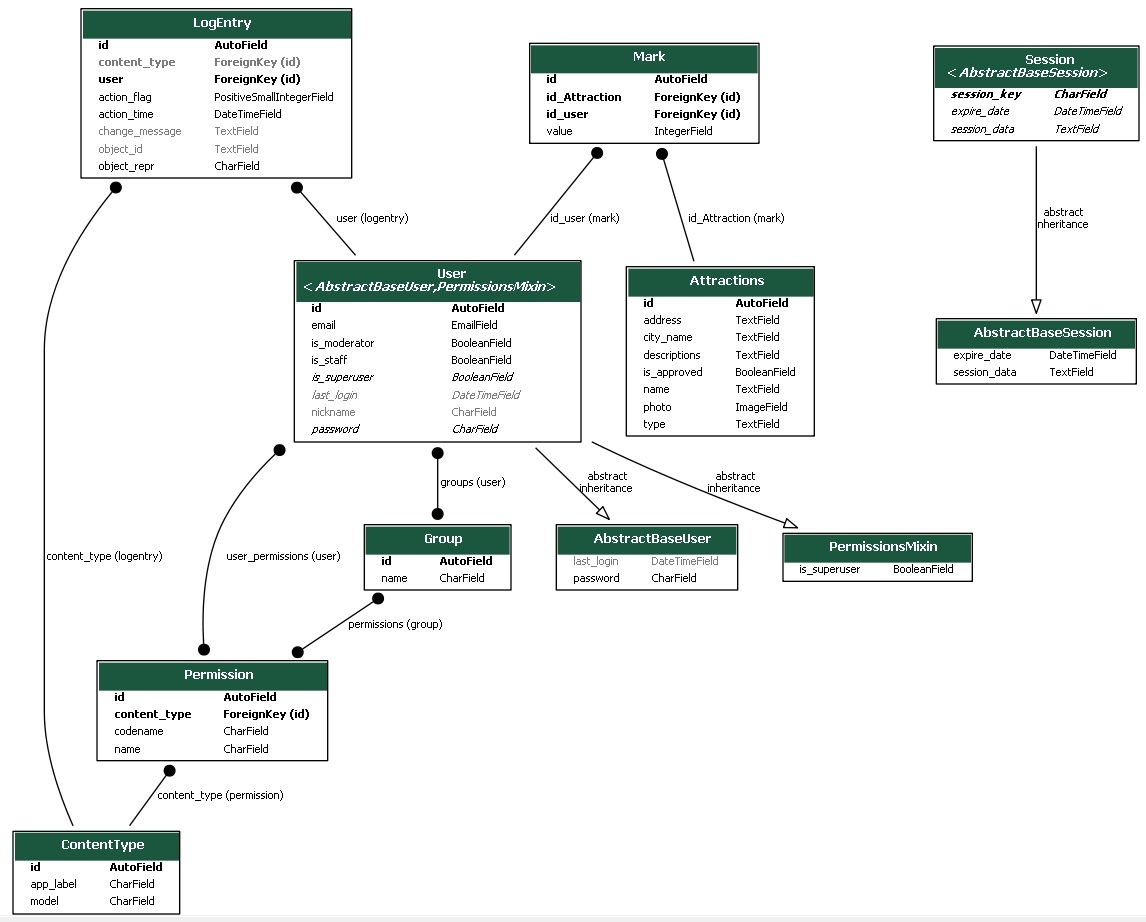 LogEntry
id AutoField
content_type ForeignKey (id)
user ForeignKey (id)
action_flag PositiveSmallIntegerField
action_time DateTimeField
change_message TextField
object_id TextField
object_repr CharField
Mark
id AutoField
id_Attraction ForeignKey (id)
id_user ForeignKey (id)
value IntegerField
Session
<AbstractBaseSession>
session_key CharField
expire_date DateTimeField
session_data TextField
user (logentry)
id_user (mark)
id_Attraction (mark)
abstract
inheritance
User
<AbstractBaseUser,PermissionsMixin>
id AutoField
email EmailField
is_moderator BooleanField
is_staff BooleanField
is_superuser BooleanField
last_login DateTimeField
nickname CharField
password CharField
Attractions
id AutoField
address TextField
city_name TextField
descriptions TextField
is_approved BooleanField
name TextField
photo ImageField
type TextField
AbstractBaseSession
expire_date DateTimeField
session_data TextField
groups (user)
abstract
inheritance
abstract
inheritance
content_type (logentry)
user_permissions (user)
Group
id AutoField
name CharField
AbstractBaseUser
last_login DateTimeField
password CharField
PermissionsMixin
is_superuser BooleanField
permissions (group)
Permission
id AutoField
content_type ForeignKey (id)
codename CharField
name CharField
content_type (permission)
ContentType
id AutoField
app_label CharField
model CharField